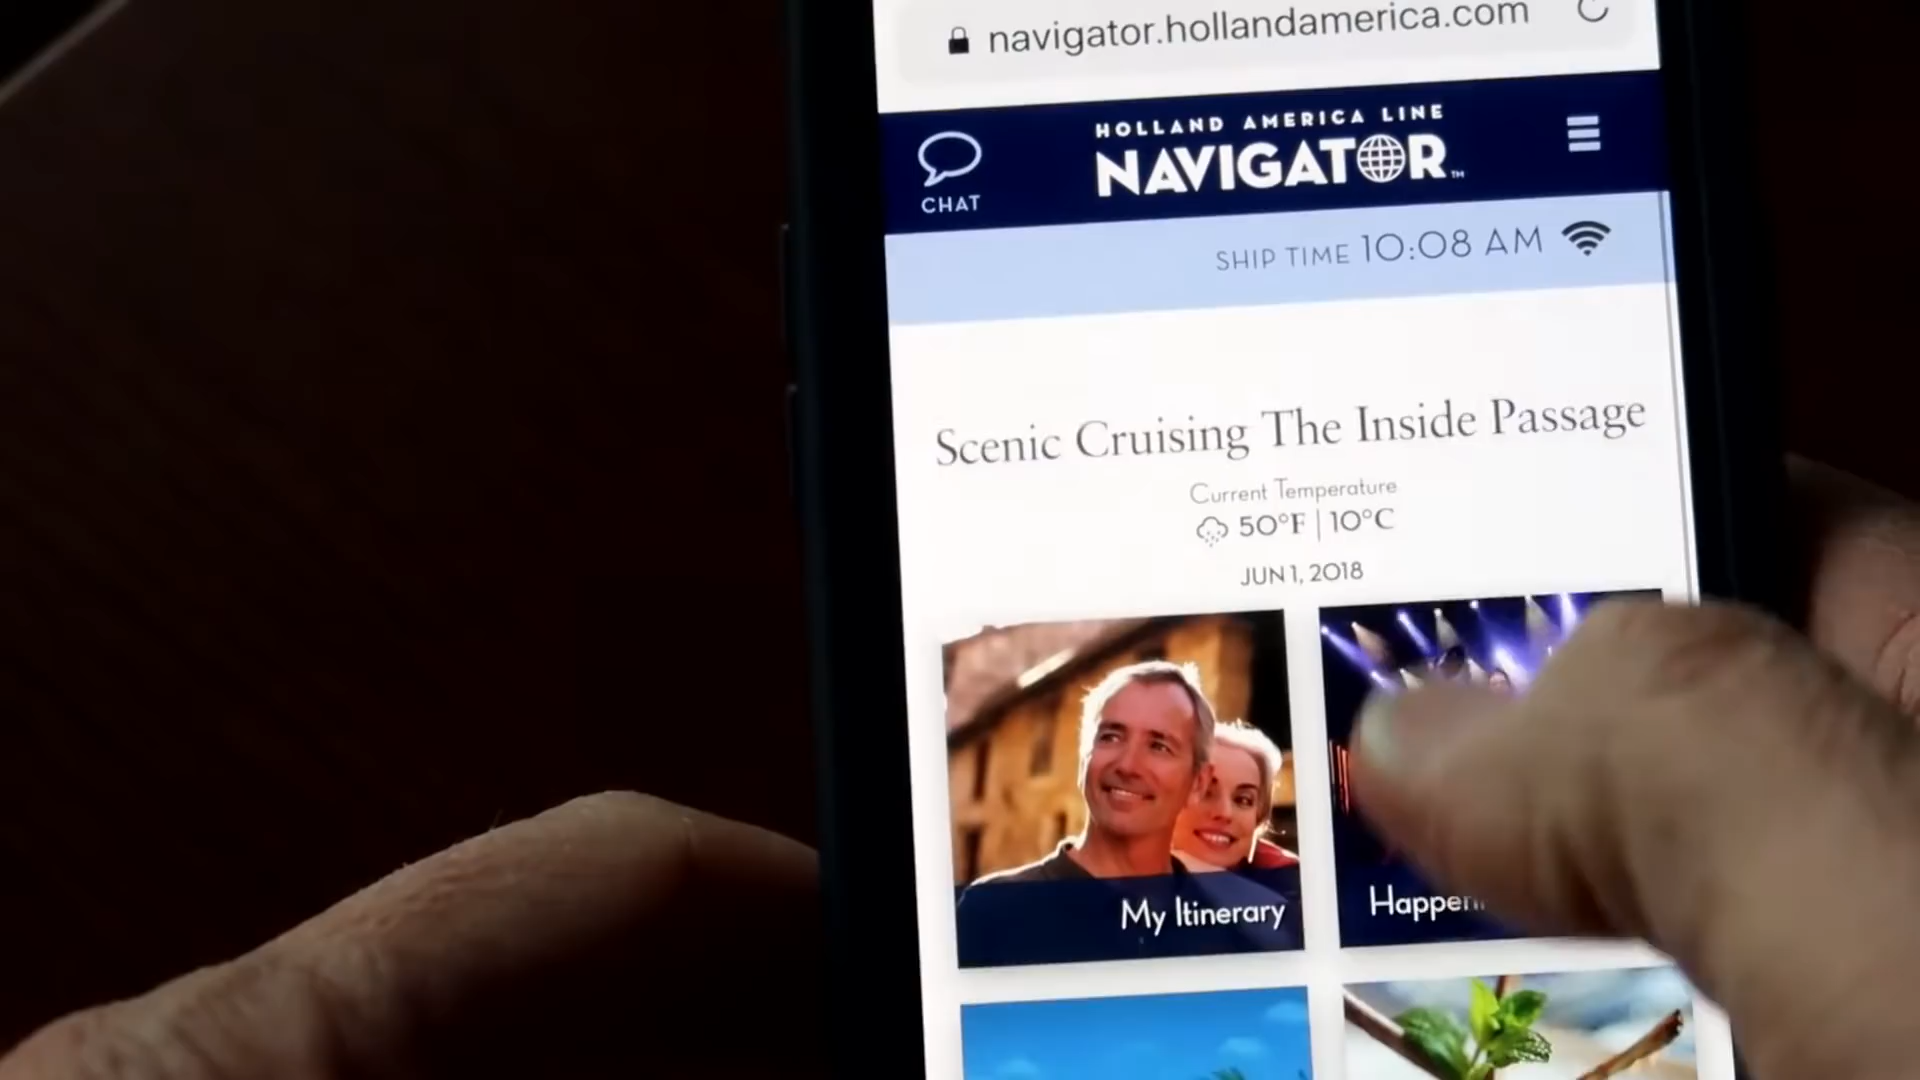 navigator.hollandamerica.com
HOLLAND AMERICA LINE
NAVIGATOR™
CHAT
SHIP TIME 10:08 AM
Scenic Cruising The Inside Passage
Current Temperature
50°F | 10°C
JUN 1, 2018
My Itinerary